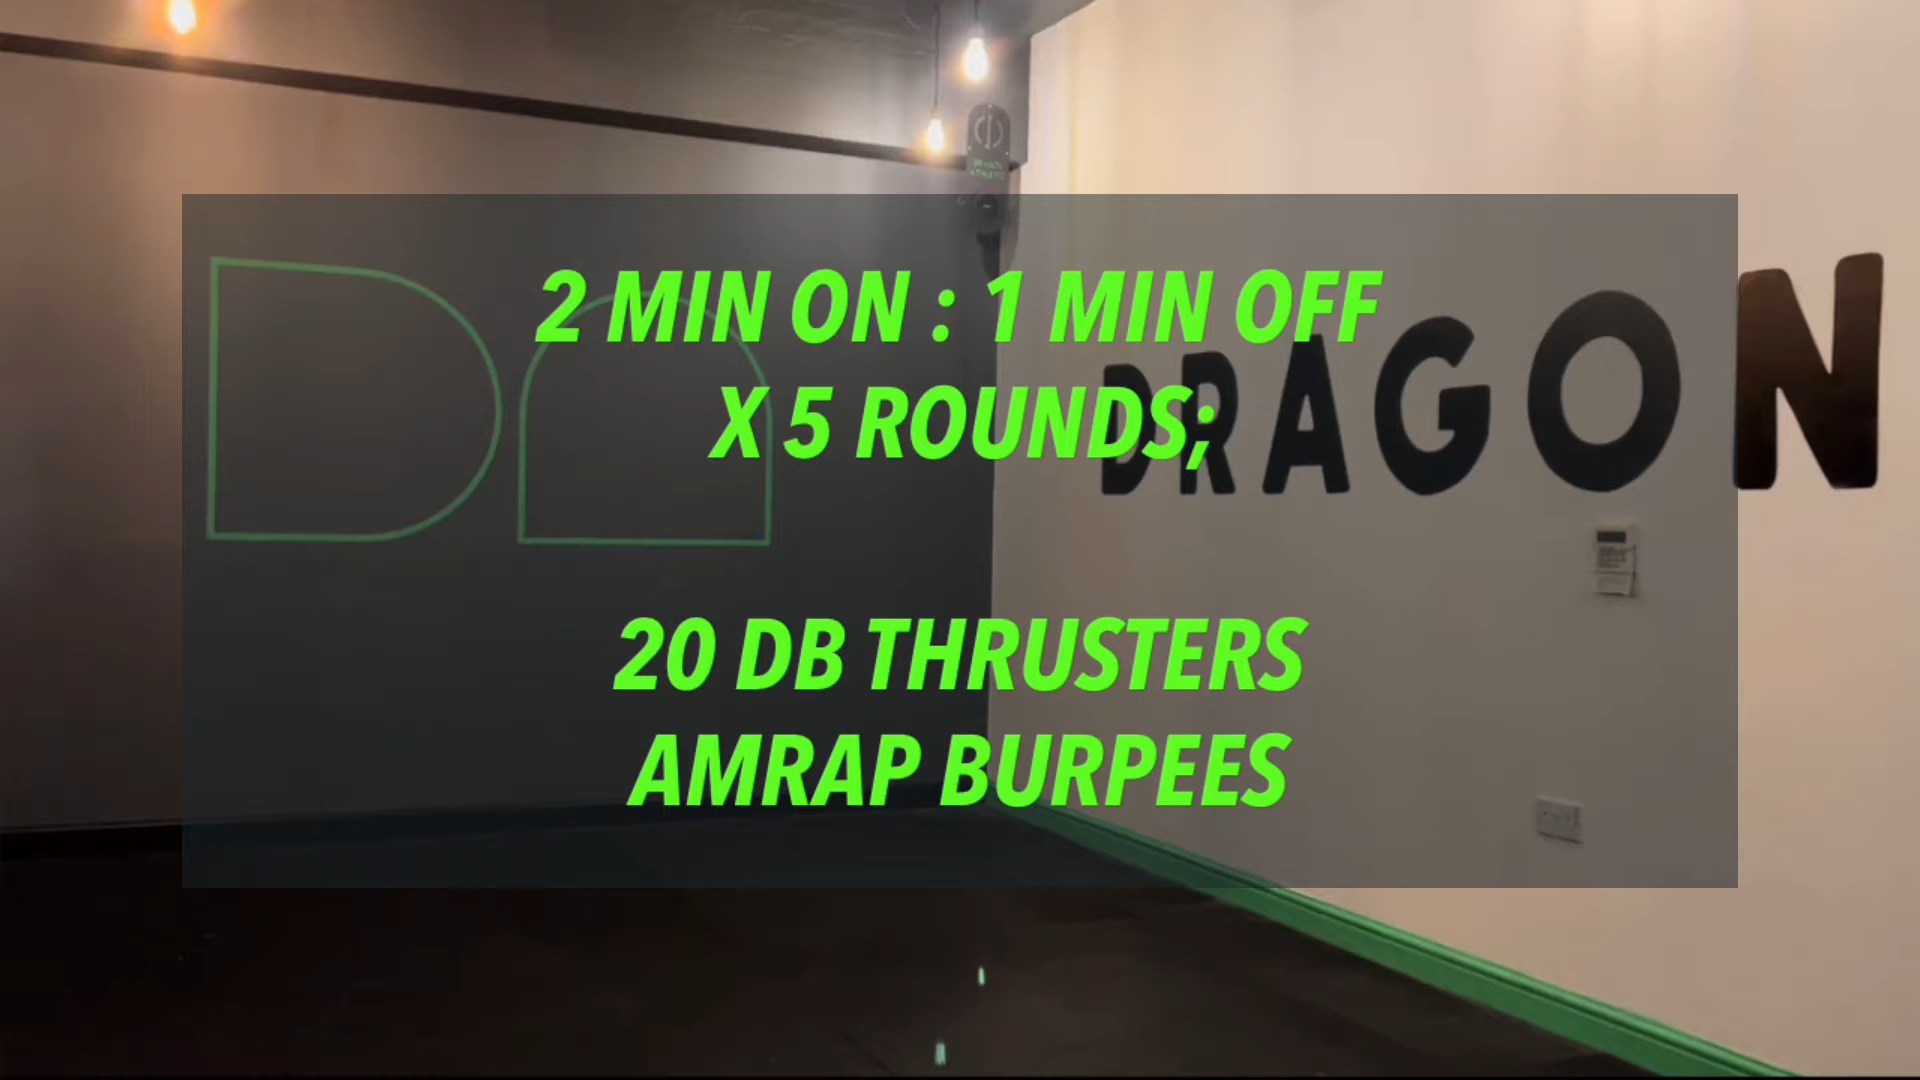 2 MIN ON : 1 MIN OFF
X 5 ROUNDS;
20 DB THRUSTERS
AMRAP BURPEES
DRAGON